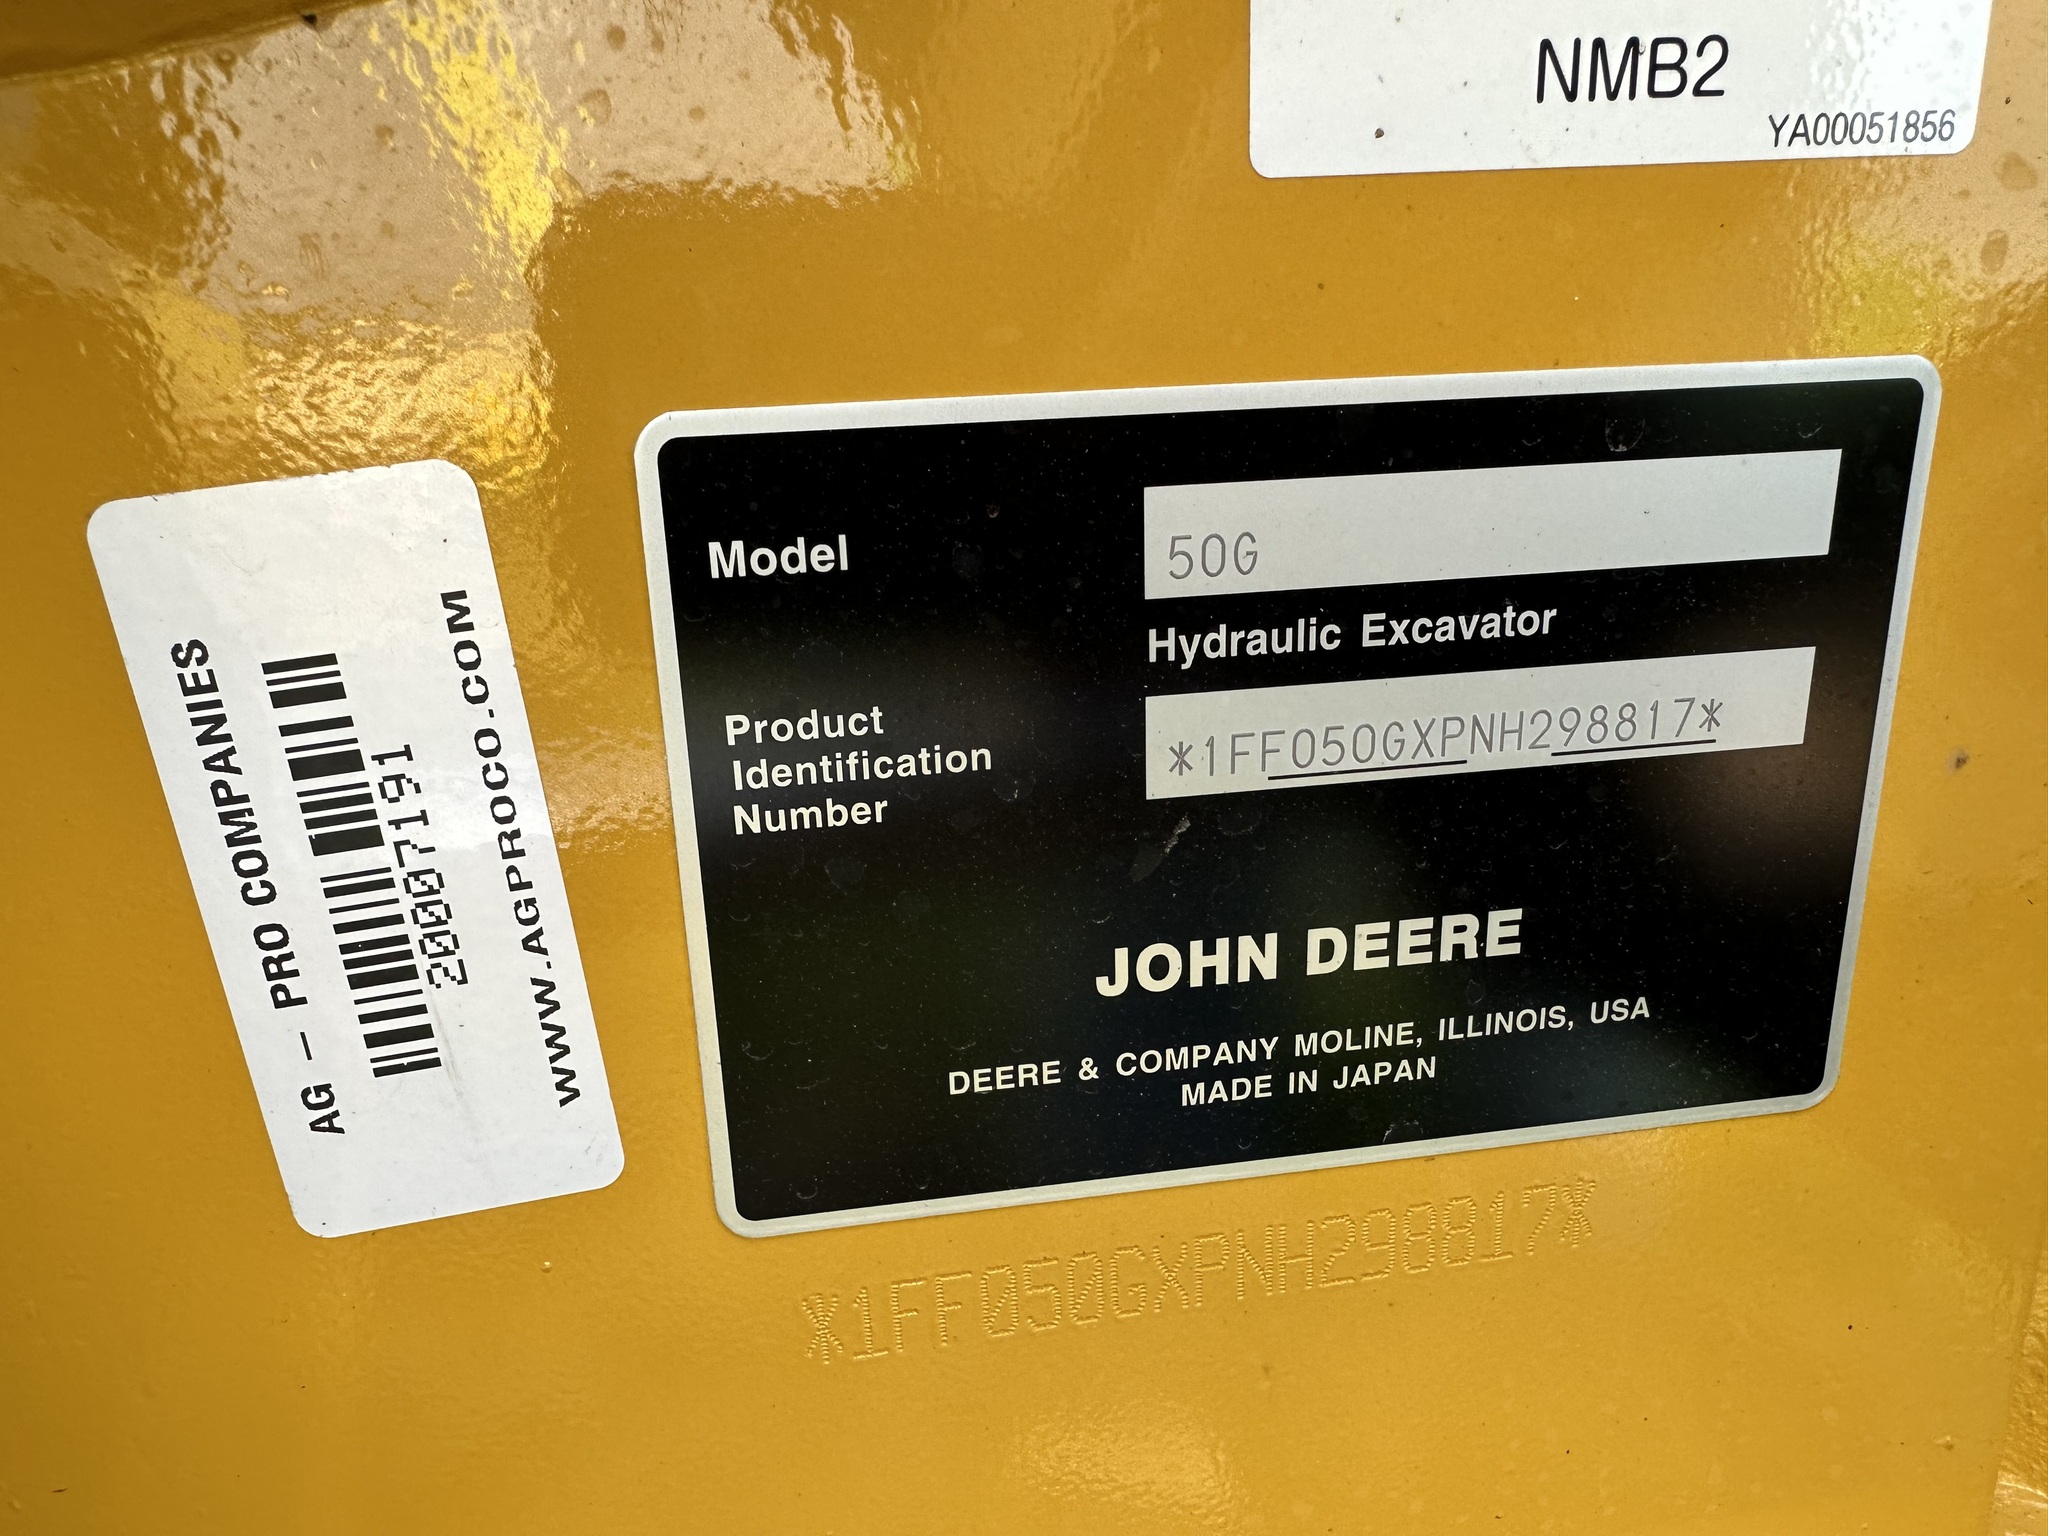 NMB2
YA00051856
AG - PRO COMPANIES
200071191
WWW.AGPROCO.COM
Model
50G
Hydraulic Excavator
Product
Identification
Number
*1FF050GXPNH298817*
JOHN DEERE
DEERE & COMPANY MOLINE, ILLINOIS, USA
MADE IN JAPAN
*1FF050GXPNH298817*